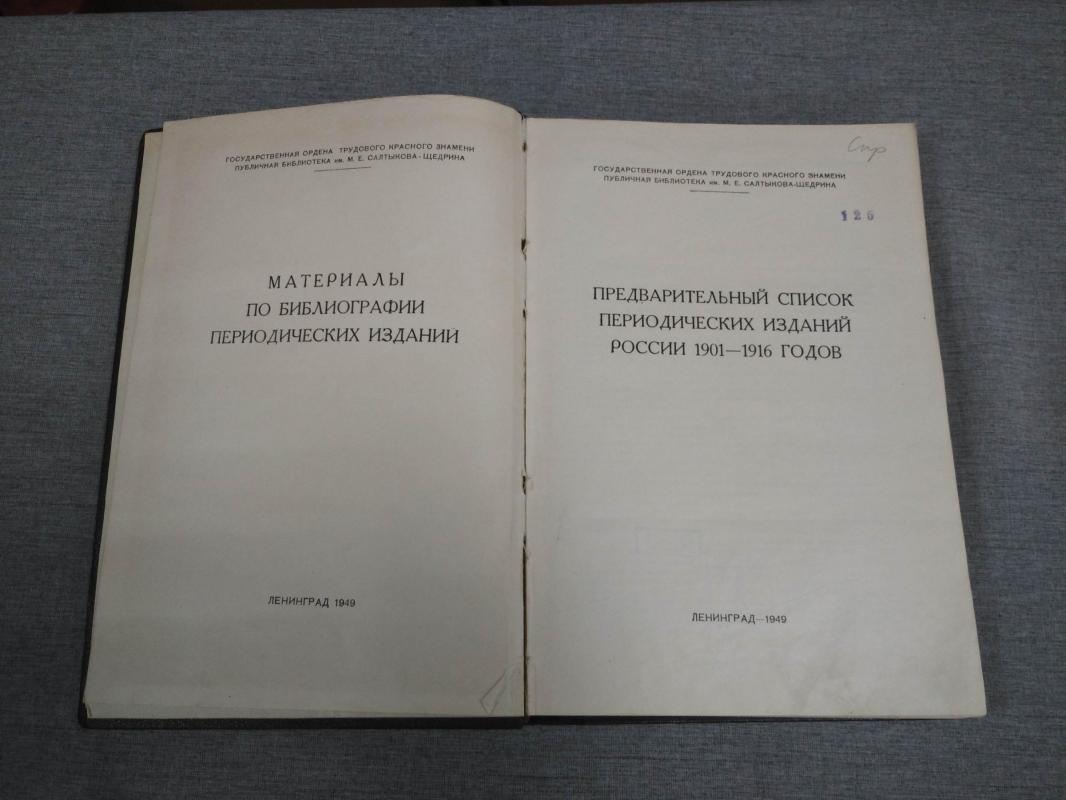 ГОСУДАРСТВЕННАЯ ОРДЕНА ТРУДОВОГО КРАСНОГО ЗНАМЕНИ
ПУБЛИЧНАЯ БИБЛИОТЕКА им. М. Е. САЛТЫКОВА-ЩЕДРИНА
МАТЕРИАЛЫ
ПО БИБЛИОГРАФИИ
ПЕРИОДИЧЕСКИХ ИЗДАНИЙ
ЛЕНИНГРАД 1949
Спр
ГОСУДАРСТВЕННАЯ ОРДЕНА ТРУДОВОГО КРАСНОГО ЗНАМЕНИ
ПУБЛИЧНАЯ БИБЛИОТЕКА им. М. Е. САЛТЫКОВА-ЩЕДРИНА
126
ПРЕДВАРИТЕЛЬНЫЙ СПИСОК
ПЕРИОДИЧЕСКИХ ИЗДАНИЙ
РОССИИ 1901—1916 ГОДОВ
ЛЕНИНГРАД—1949